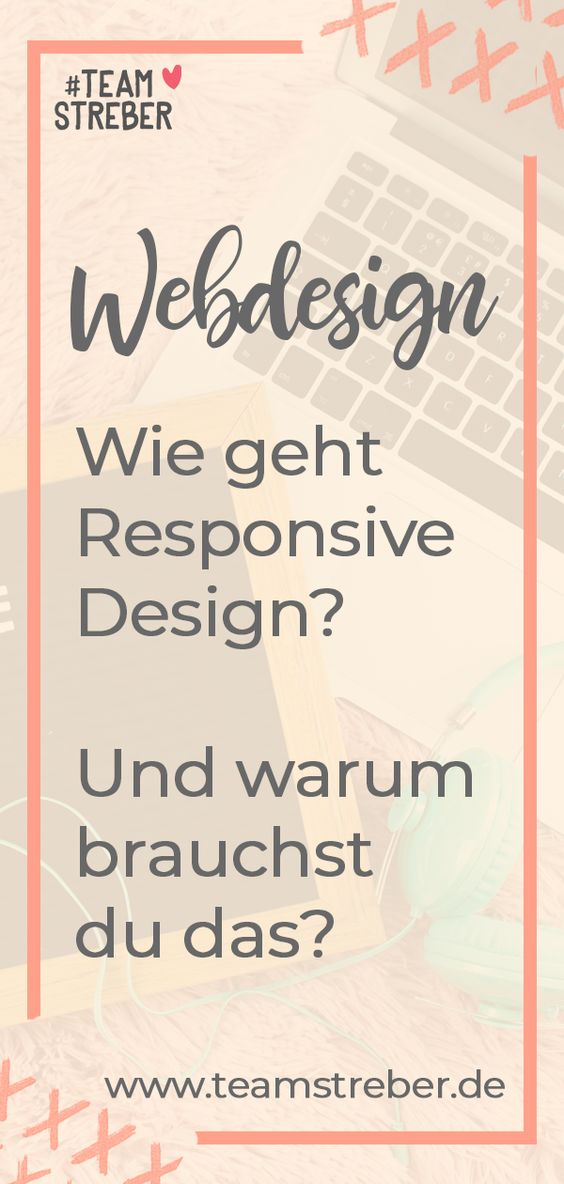 #TEAM
STREBER
Webdesign
Wie geht
Responsive
Design?
Und warum
brauchst
du das?
www.teamstreber.de